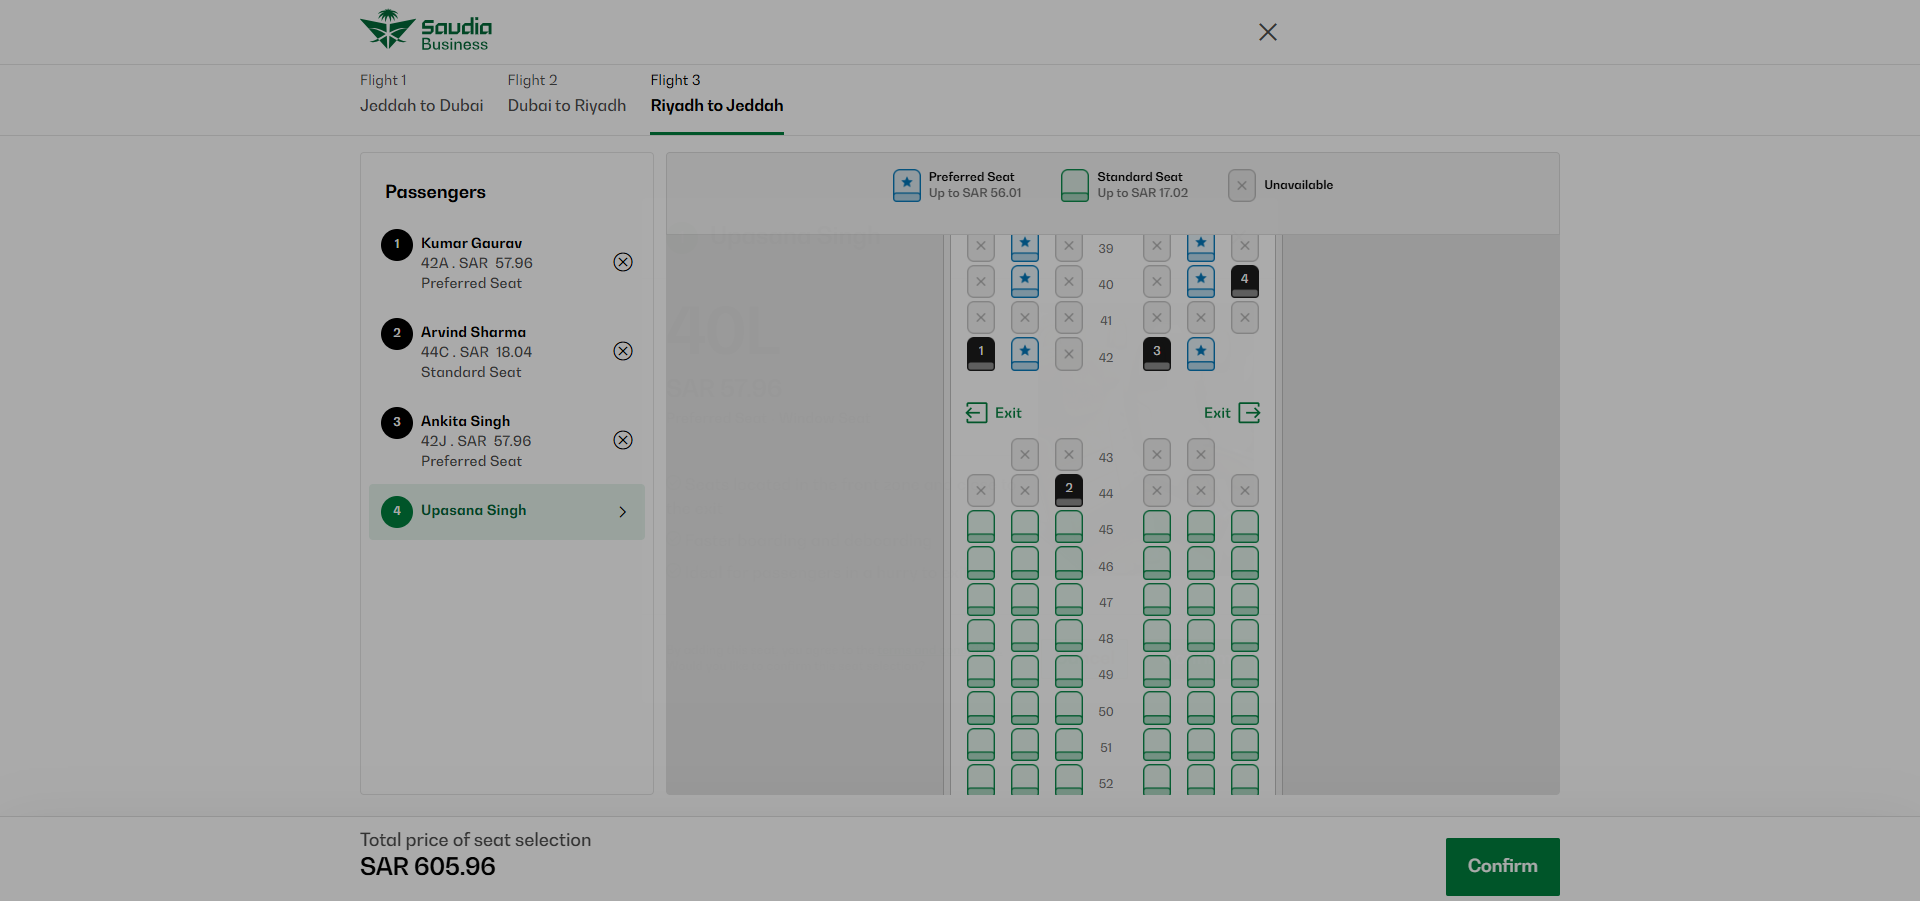 Saudia
Business
Flight 1
Jeddah to Dubai
Flight 2
Dubai to Riyadh
Flight 3
Riyadh to Jeddah
Passengers
1
Kumar Gaurav
42A . SAR 57.96
Preferred Seat
2
Arvind Sharma
44C . SAR 18.04
Standard Seat
3
Ankita Singh
42J . SAR 57.96
Preferred Seat
4
Upasana Singh
Preferred Seat
Up to SAR 56.01
Standard Seat
Up to SAR 17.02
Unavailable
Upasana Singh
40L
39
40 4
41
1 42 3
Exit Exit
43
2 44
45
46
47
48
49
50
51
52
Total price of seat selection
SAR 605.96
Confirm